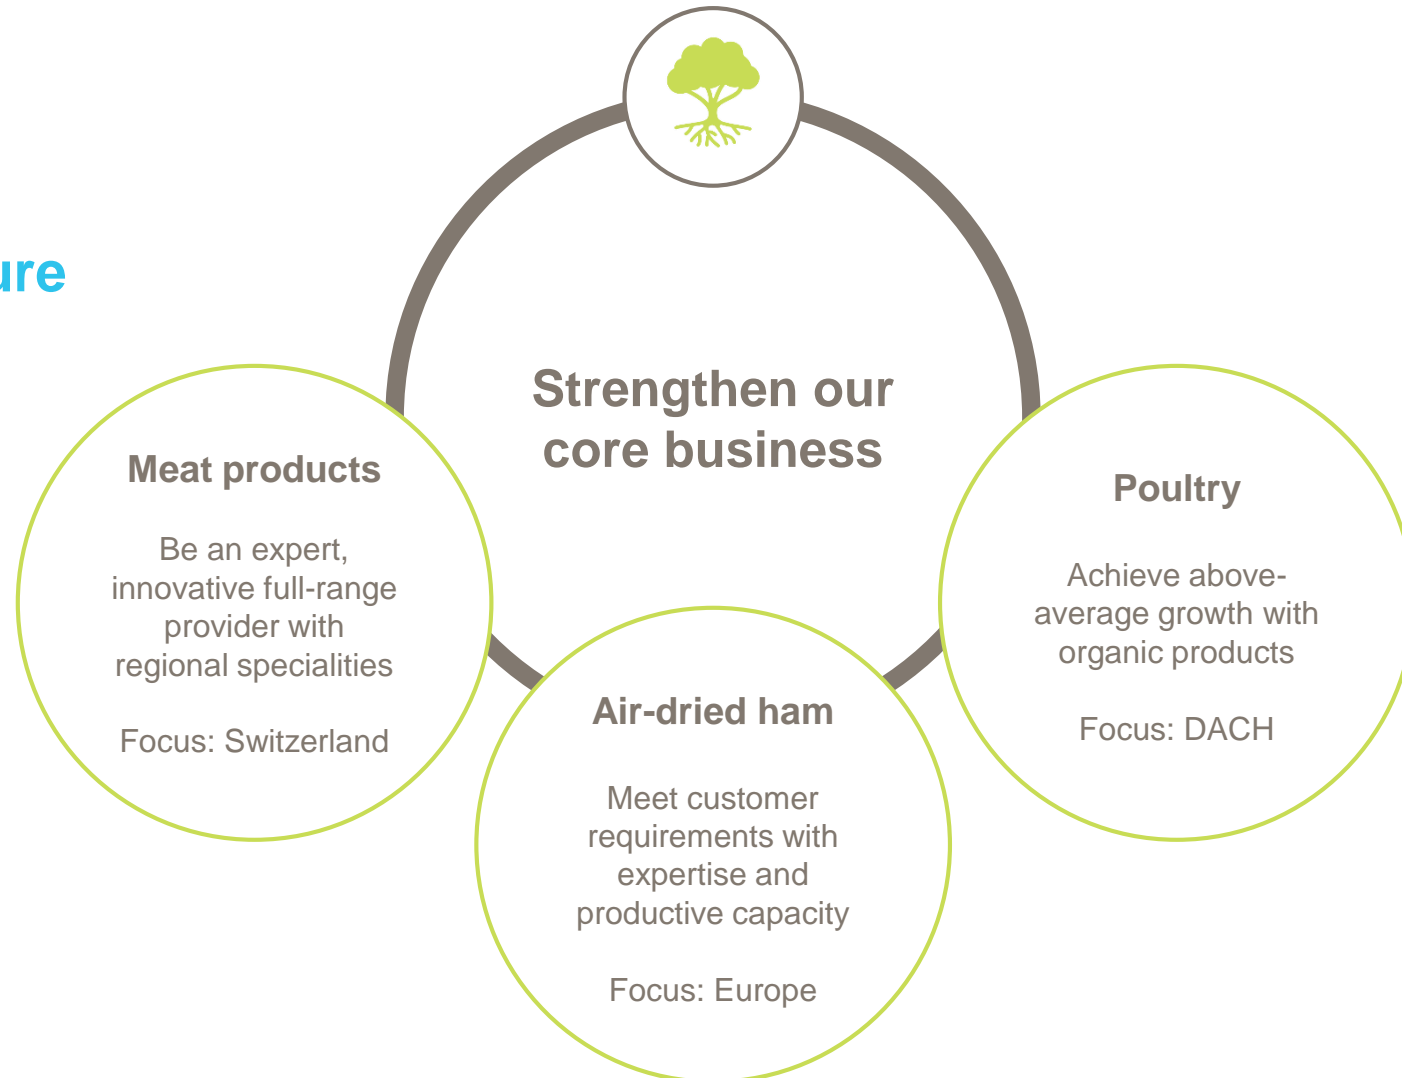 ure
Strengthen our
core business
Meat products
Be an expert,
innovative full-range
provider with
regional specialities
Focus: Switzerland
Air-dried ham
Meet customer
requirements with
expertise and
productive capacity
Focus: Europe
Poultry
Achieve above-
average growth with
organic products
Focus: DACH